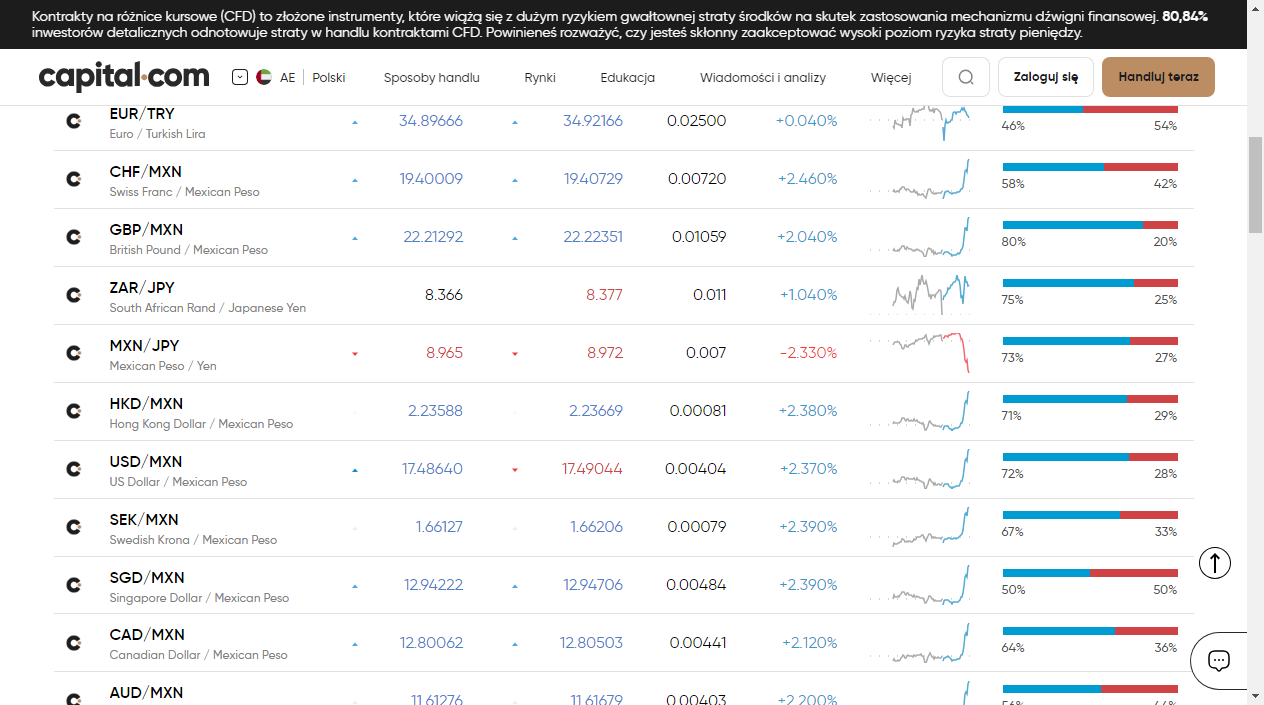 Kontrakty na różnice kursowe (CFD) to złożone instrumenty, które wiążą się z dużym ryzykiem gwałtownej straty środków na skutek zastosowania mechanizmu dźwigni finansowej. 80,84%
inwestorów detalicznych odnotowuje straty w handlu kontraktami CFD. Powinieneś rozważyć, czy jesteś skłonny zaakceptować wysoki poziom ryzyka straty pieniędzy.
capital.com AE Polski Sposoby handlu Rynki Edukacja Wiadomości i analizy Więcej Zaloguj się Handluj teraz
EUR/TRY 34.89666 34.92166 0.02500 +0.040%
Euro / Turkish Lira 46% 54%
CHF/MXN 19.40009 19.40729 0.00720 +2.460%
Swiss Franc / Mexican Peso 58% 42%
GBP/MXN 22.21292 22.22351 0.01059 +2.040%
British Pound / Mexican Peso 80% 20%
ZAR/JPY 8.366 8.377 0.011 +1.040%
South African Rand / Japanese Yen 75% 25%
MXN/JPY 8.965 8.972 0.007 -2.330%
Mexican Peso / Yen 73% 27%
HKD/MXN 2.23588 2.23669 0.00081 +2.380%
Hong Kong Dollar / Mexican Peso 71% 29%
USD/MXN 17.48640 17.49044 0.00404 +2.370%
US Dollar / Mexican Peso 72% 28%
SEK/MXN 1.66127 1.66206 0.00079 +2.390%
Swedish Krona / Mexican Peso 67% 33%
SGD/MXN 12.94222 12.94706 0.00484 +2.390%
Singapore Dollar / Mexican Peso 50% 50%
CAD/MXN 12.80062 12.80503 0.00441 +2.120%
Canadian Dollar / Mexican Peso 64% 36%
AUD/MXN 11.61276 11.61679 0.00403 +2.200%